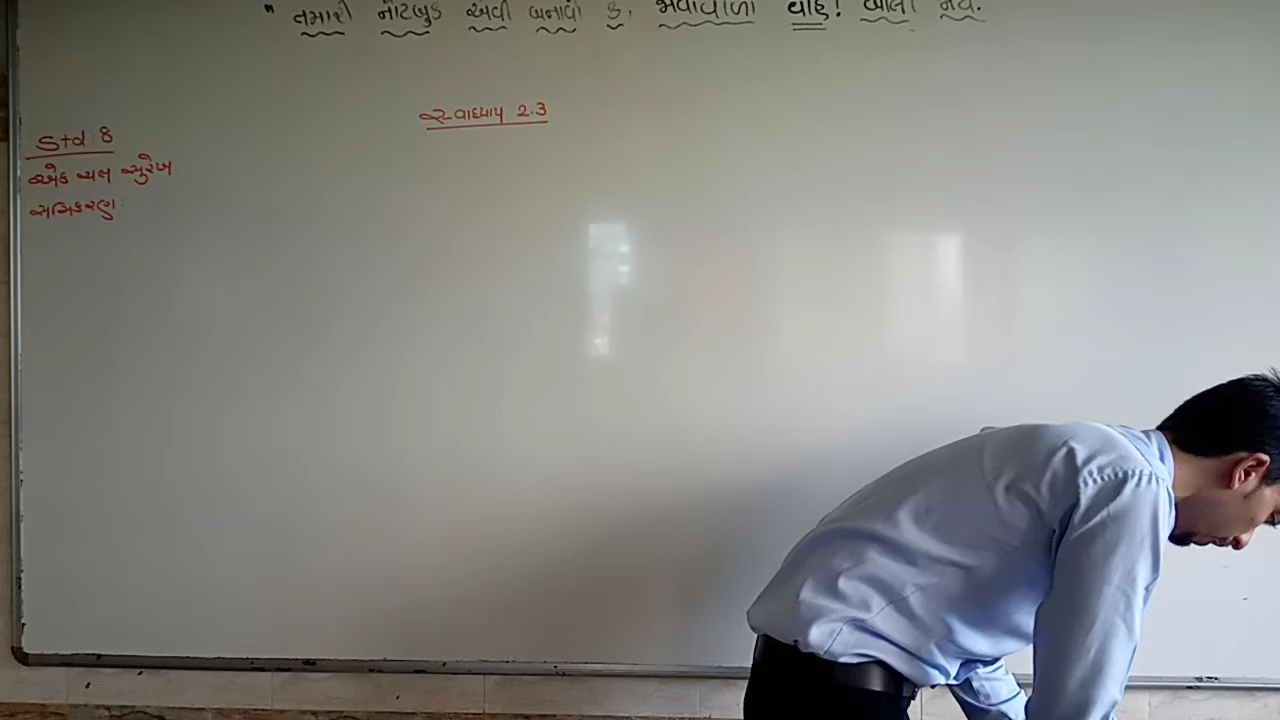 " તમારી નોટબુક એવી બનાવો કે, જોવાવાળા વાહ! બોલી
સ્વાધ્યાય 2.3
Std: 8
એક ચલ સુરેખ
સમિકરણ: